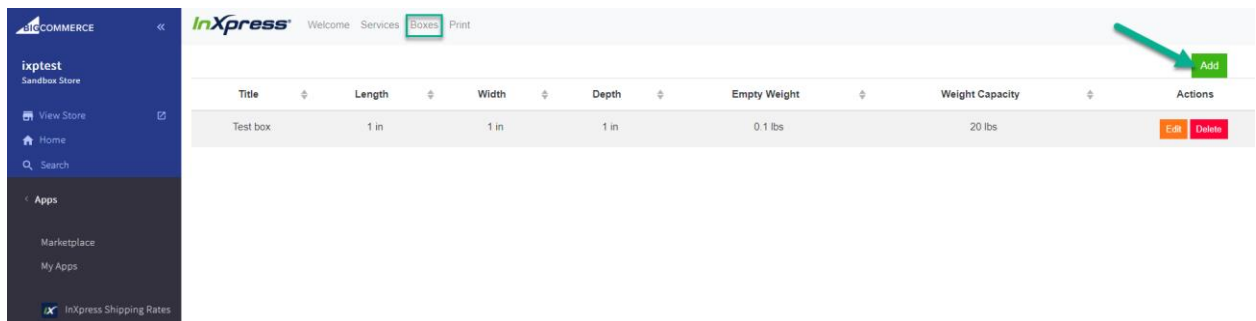 BIGCOMMERCE «
InXpress® Welcome Services Boxes Print
ixptest
Sandbox Store
Add
Title Length Width Depth Empty Weight Weight Capacity Actions
View Store
Test box 1 in 1 in 1 in 0.1 lbs 20 lbs Edit Delete
Home
Search
Apps
Marketplace
My Apps
IX InXpress Shipping Rates